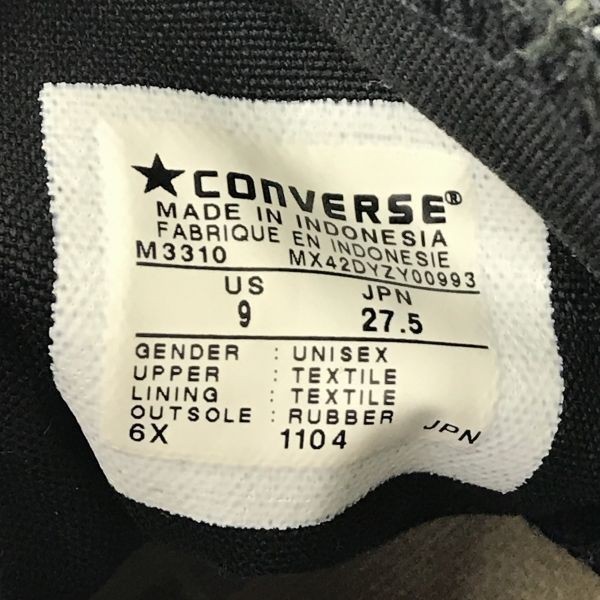 ★CONVERSE®
MADE IN INDONESIA
FABRIQUE EN INDONESIE
M3310 MX42DYZY00993
US JPN
9 27.5
GENDER : UNISEX
UPPER : TEXTILE
LINING : TEXTILE
OUTSOLE : RUBBER
6X 1104 JPN